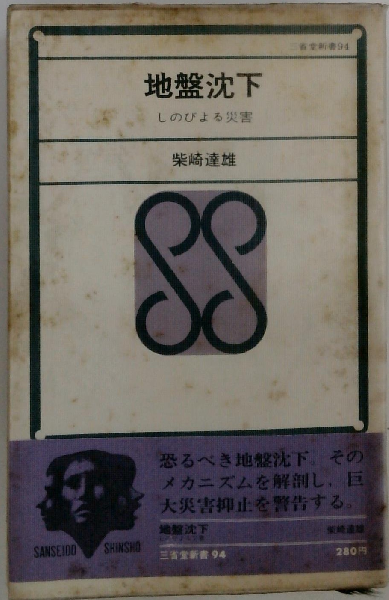 三省堂新書94
地盤沈下
しのびよる災害
柴崎達雄
恐るべき地盤沈下。その
メカニズムを解剖し、巨
大災害抑止を警告する。
地盤沈下
柴崎達雄
三省堂新書 94
280円
SANSEIDO SHINSHO